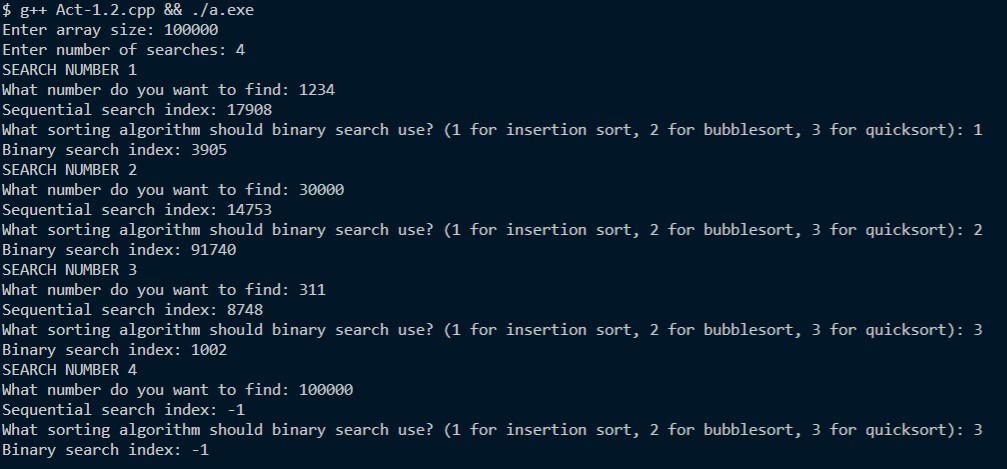 $ g++ Act-1.2.cpp && ./a.exe
Enter array size: 100000
Enter number of searches: 4
SEARCH NUMBER 1
What number do you want to find: 1234
Sequential search index: 17908
What sorting algorithm should binary search use? (1 for insertion sort, 2 for bubblesort, 3 for quicksort): 1
Binary search index: 3905
SEARCH NUMBER 2
What number do you want to find: 30000
Sequential search index: 14753
What sorting algorithm should binary search use? (1 for insertion sort, 2 for bubblesort, 3 for quicksort): 2
Binary search index: 91740
SEARCH NUMBER 3
What number do you want to find: 311
Sequential search index: 8748
What sorting algorithm should binary search use? (1 for insertion sort, 2 for bubblesort, 3 for quicksort): 3
Binary search index: 1002
SEARCH NUMBER 4
What number do you want to find: 100000
Sequential search index: -1
What sorting algorithm should binary search use? (1 for insertion sort, 2 for bubblesort, 3 for quicksort): 3
Binary search index: -1